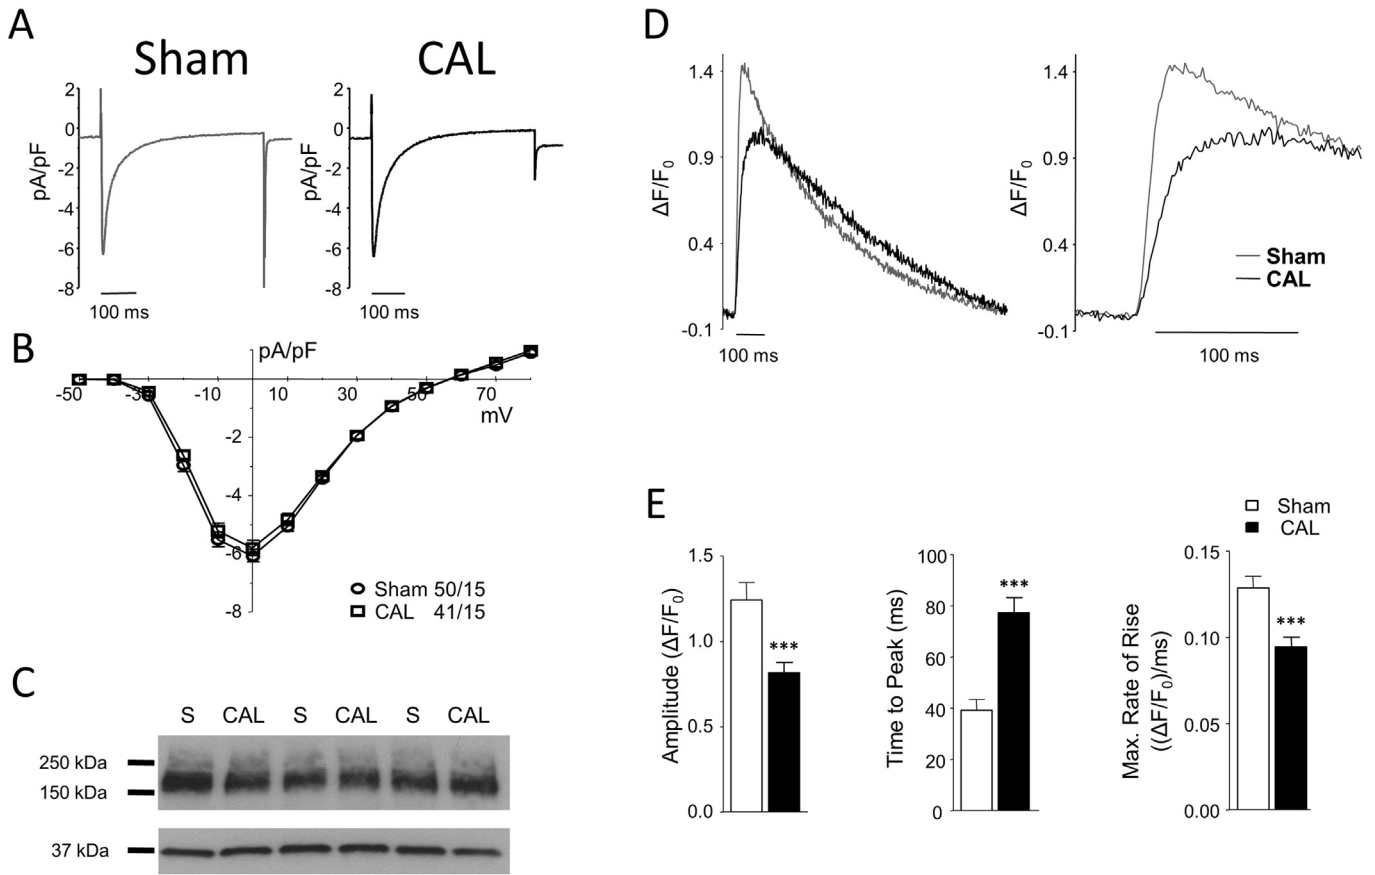 A
Sham
CAL
2
0
-2
-4
-6
-8
pA/pF
100 ms
2
0
-2
-4
-6
-8
pA/pF
100 ms
B
pA/pF
-50
-30
-10
10
30
50
70
mV
-2
-4
-6
-8
Sham 50/15
CAL 41/15
C
S CAL S CAL S CAL
250 kDa
150 kDa
37 kDa
D
1.4
0.9
0.4
-0.1
ΔF/F0
100 ms
1.4
0.9
0.4
-0.1
ΔF/F0
Sham
CAL
100 ms
E
Sham
CAL
1.5
1.0
0.5
0.0
Amplitude (ΔF/F0)
***
100
80
60
40
20
0
Time to Peak (ms)
***
0.15
0.10
0.05
0.00
Max. Rate of Rise
((ΔF/F0)/ms)
***